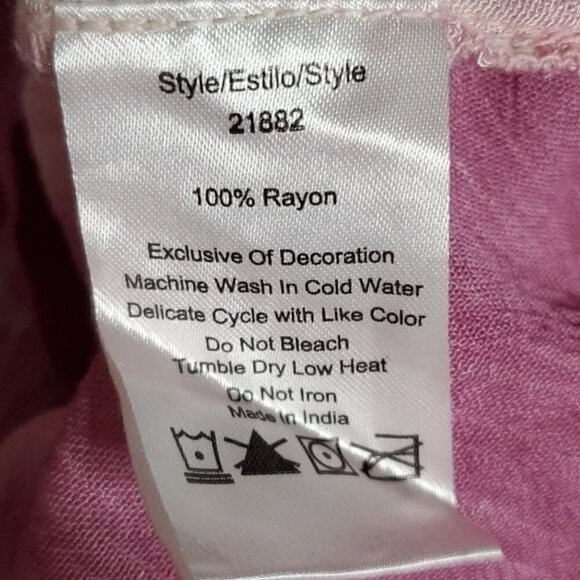 Style/Estilo/Style
21882
100% Rayon
Exclusive Of Decoration
Machine Wash In Cold Water
Delicate Cycle with Like Color
Do Not Bleach
Tumble Dry Low Heat
Do Not Iron
Made In India